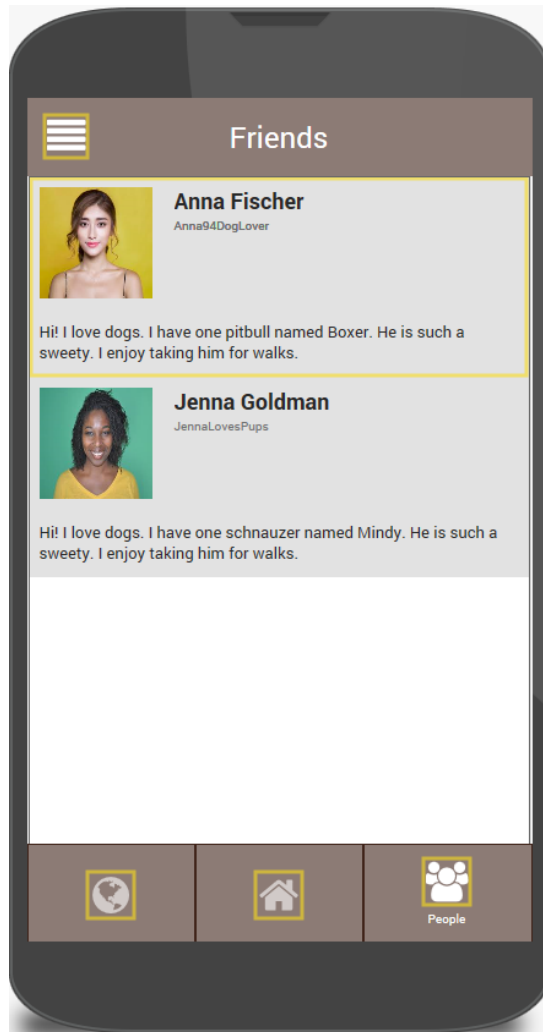 Friends
Anna Fischer
Anna94DogLover
Hi! I love dogs. I have one pitbull named Boxer. He is such a
sweety. I enjoy taking him for walks.
Jenna Goldman
JennaLovesPups
Hi! I love dogs. I have one schnauzer named Mindy. He is such a
sweety. I enjoy taking him for walks.
People